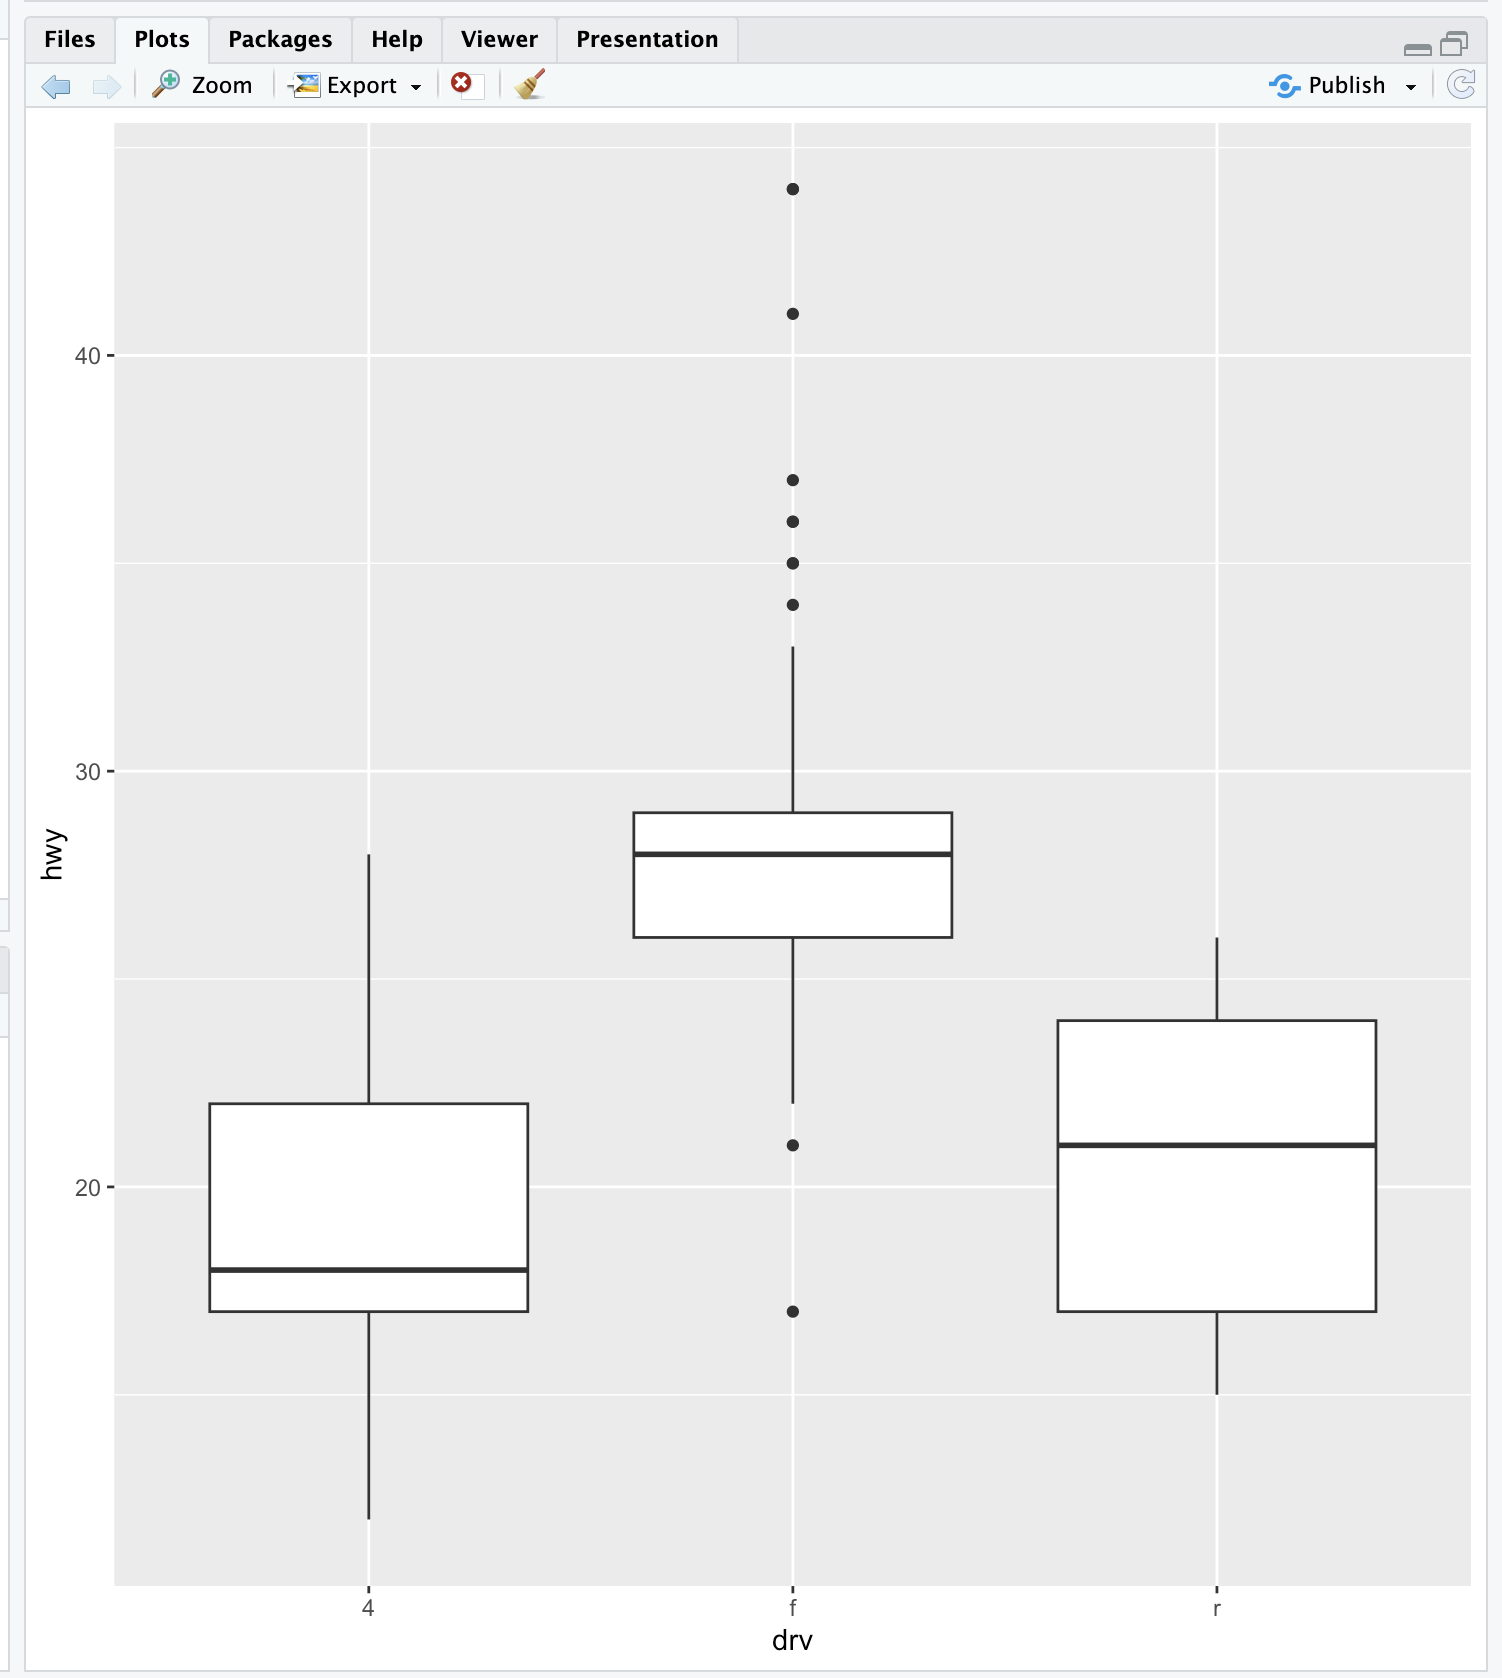 Files Plots Packages Help Viewer Presentation
Zoom Export Publish
40
30
20
hwy
4 f r
drv